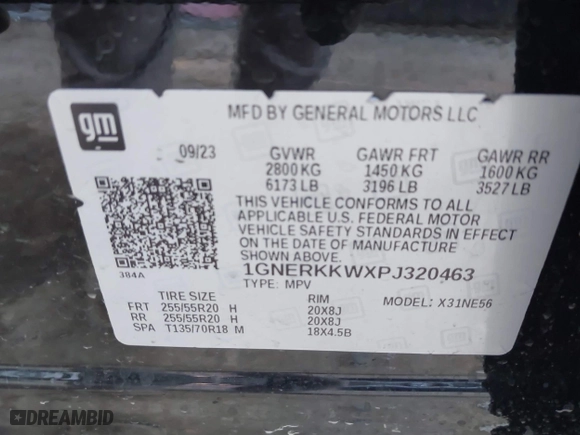 gm
MFD BY GENERAL MOTORS LLC
09/23 GVWR GAWR FRT GAWR RR
2800 KG 1450 KG 1600 KG
6173 LB 3196 LB 3527 LB
THIS VEHICLE CONFORMS TO ALL
APPLICABLE U.S. FEDERAL MOTOR
VEHICLE SAFETY STANDARDS IN EFFECT
ON THE DATE OF MANUFACTURE
SHOWN ABOVE.
384A
1GNERKKWXPJ320463
TYPE: MPV MODEL: X31NE56
TIRE SIZE RIM
FRT 255/55R20 H 20X8J
RR 255/55R20 H 20X8J
SPA T135/70R18 M 18X4.5B
DREAMBID